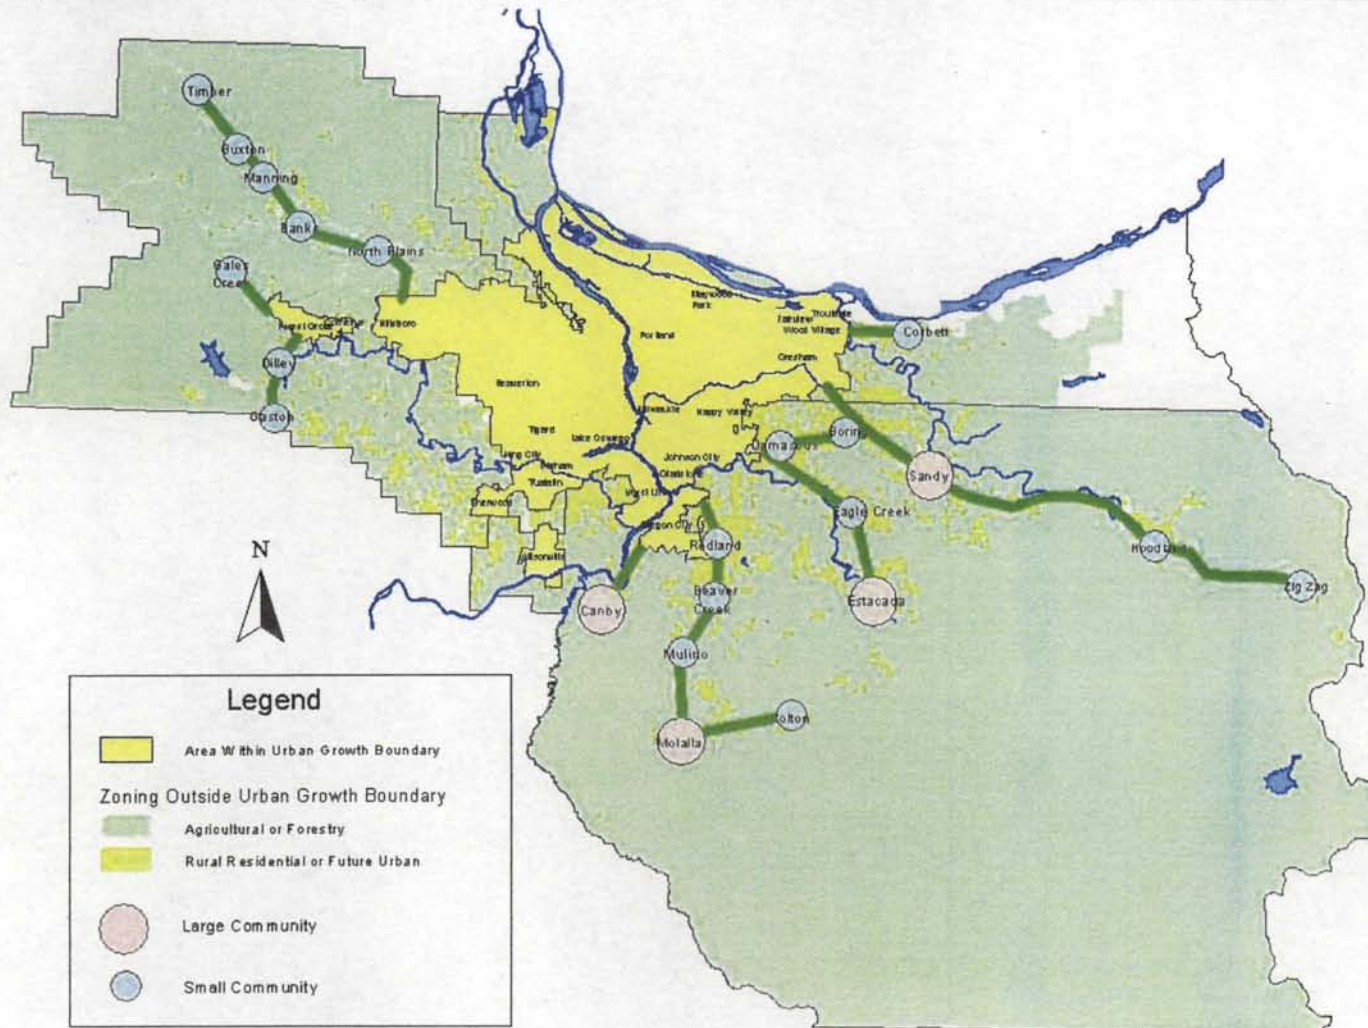 Timber
Buxton
Manning
Banks
North Plains
Gales
Creek
Forest Grove
Cornelius
Hillsboro
Dilley
Gaston
Maywood
Park
Portland
Fairview
Troutdale
Wood Village
Corbett
Gresham
Beaverton
Milwaukie
Happy Valley
Tigard
Lake Oswego
Damascus
Boring
King City
Durham
Johnson City
Gladstone
Sandy
Tualatin
West Linn
Sherwood
Eagle Creek
Oregon City
Redland
Hoodland
Wilsonville
Zig Zag
Canby
Beaver
Creek
Estacada
Mulino
Molalla
Colton
N
Legend
Area Within Urban Growth Boundary
Zoning Outside Urban Growth Boundary
Agricultural or Forestry
Rural Residential or Future Urban
Large Community
Small Community